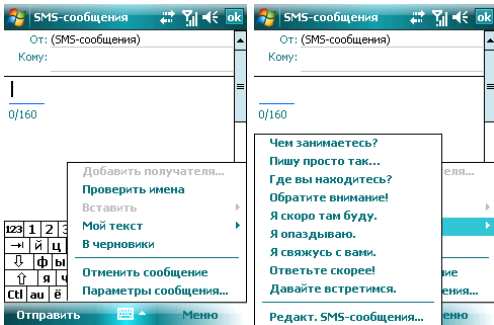 SMS-сообщения
ok
От: (SMS-сообщения)
Кому:
0/160
Добавить получателя...
Проверить имена
Вставить
Мой текст
В черновики
Отменить сообщение
Параметры сообщения...
123 1 2
й ц
ф ы
я ч
Ctl au ё
Отправить
Меню
SMS-сообщения
ok
От: (SMS-сообщения)
Кому:
0/160
Чем занимаетесь?
Пишу просто так...
Где вы находитесь?
Обратите внимание!
Я скоро там буду.
Я опаздываю.
Я свяжусь с вами.
Ответьте скорее!
Давайте встретимся.
Редакт. SMS-сообщения...